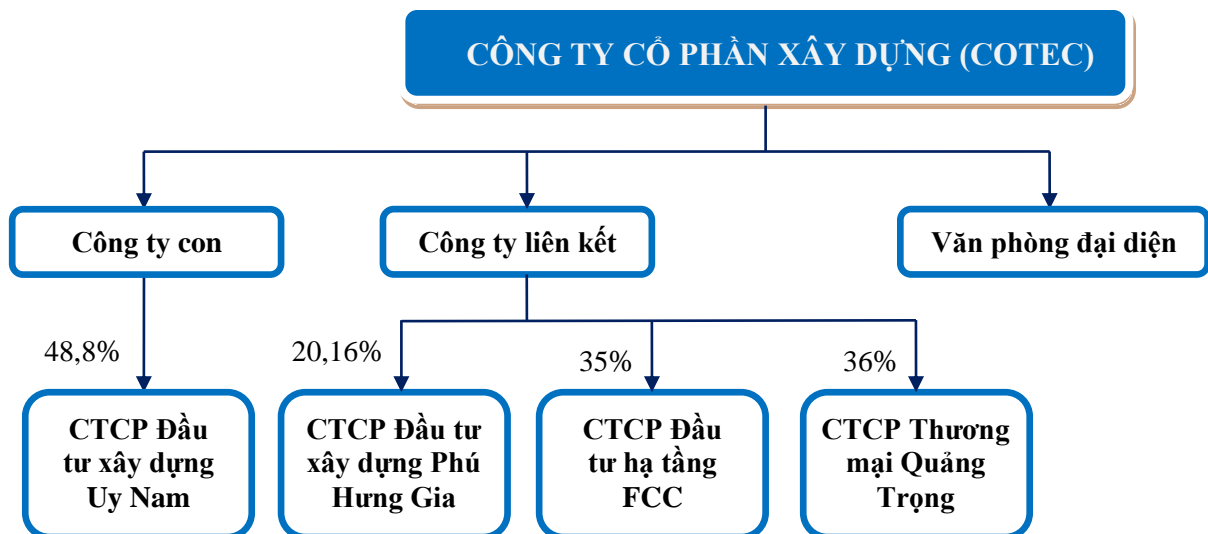 CÔNG TY CỔ PHẦN XÂY DỰNG (COTEC)
Công ty con
Công ty liên kết
Văn phòng đại diện
48,8%
20,16%
35%
36%
CTCP Đầu
tư xây dựng
Uy Nam
CTCP Đầu tư
xây dựng Phú
Hưng Gia
CTCP Đầu
tư hạ tầng
FCC
CTCP Thương
mại Quảng
Trọng